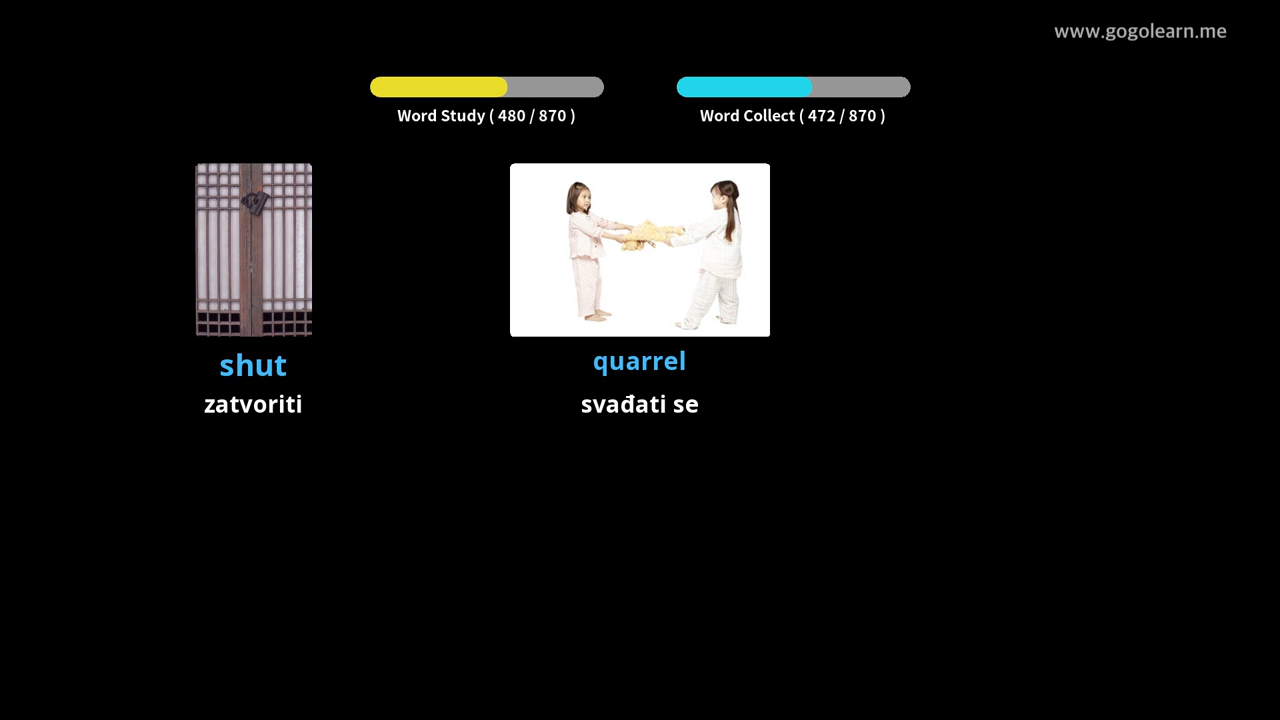 www.gogolearn.me
Word Study ( 480 / 870 )
Word Collect ( 472 / 870 )
shut
zatvoriti
quarrel
svađati se